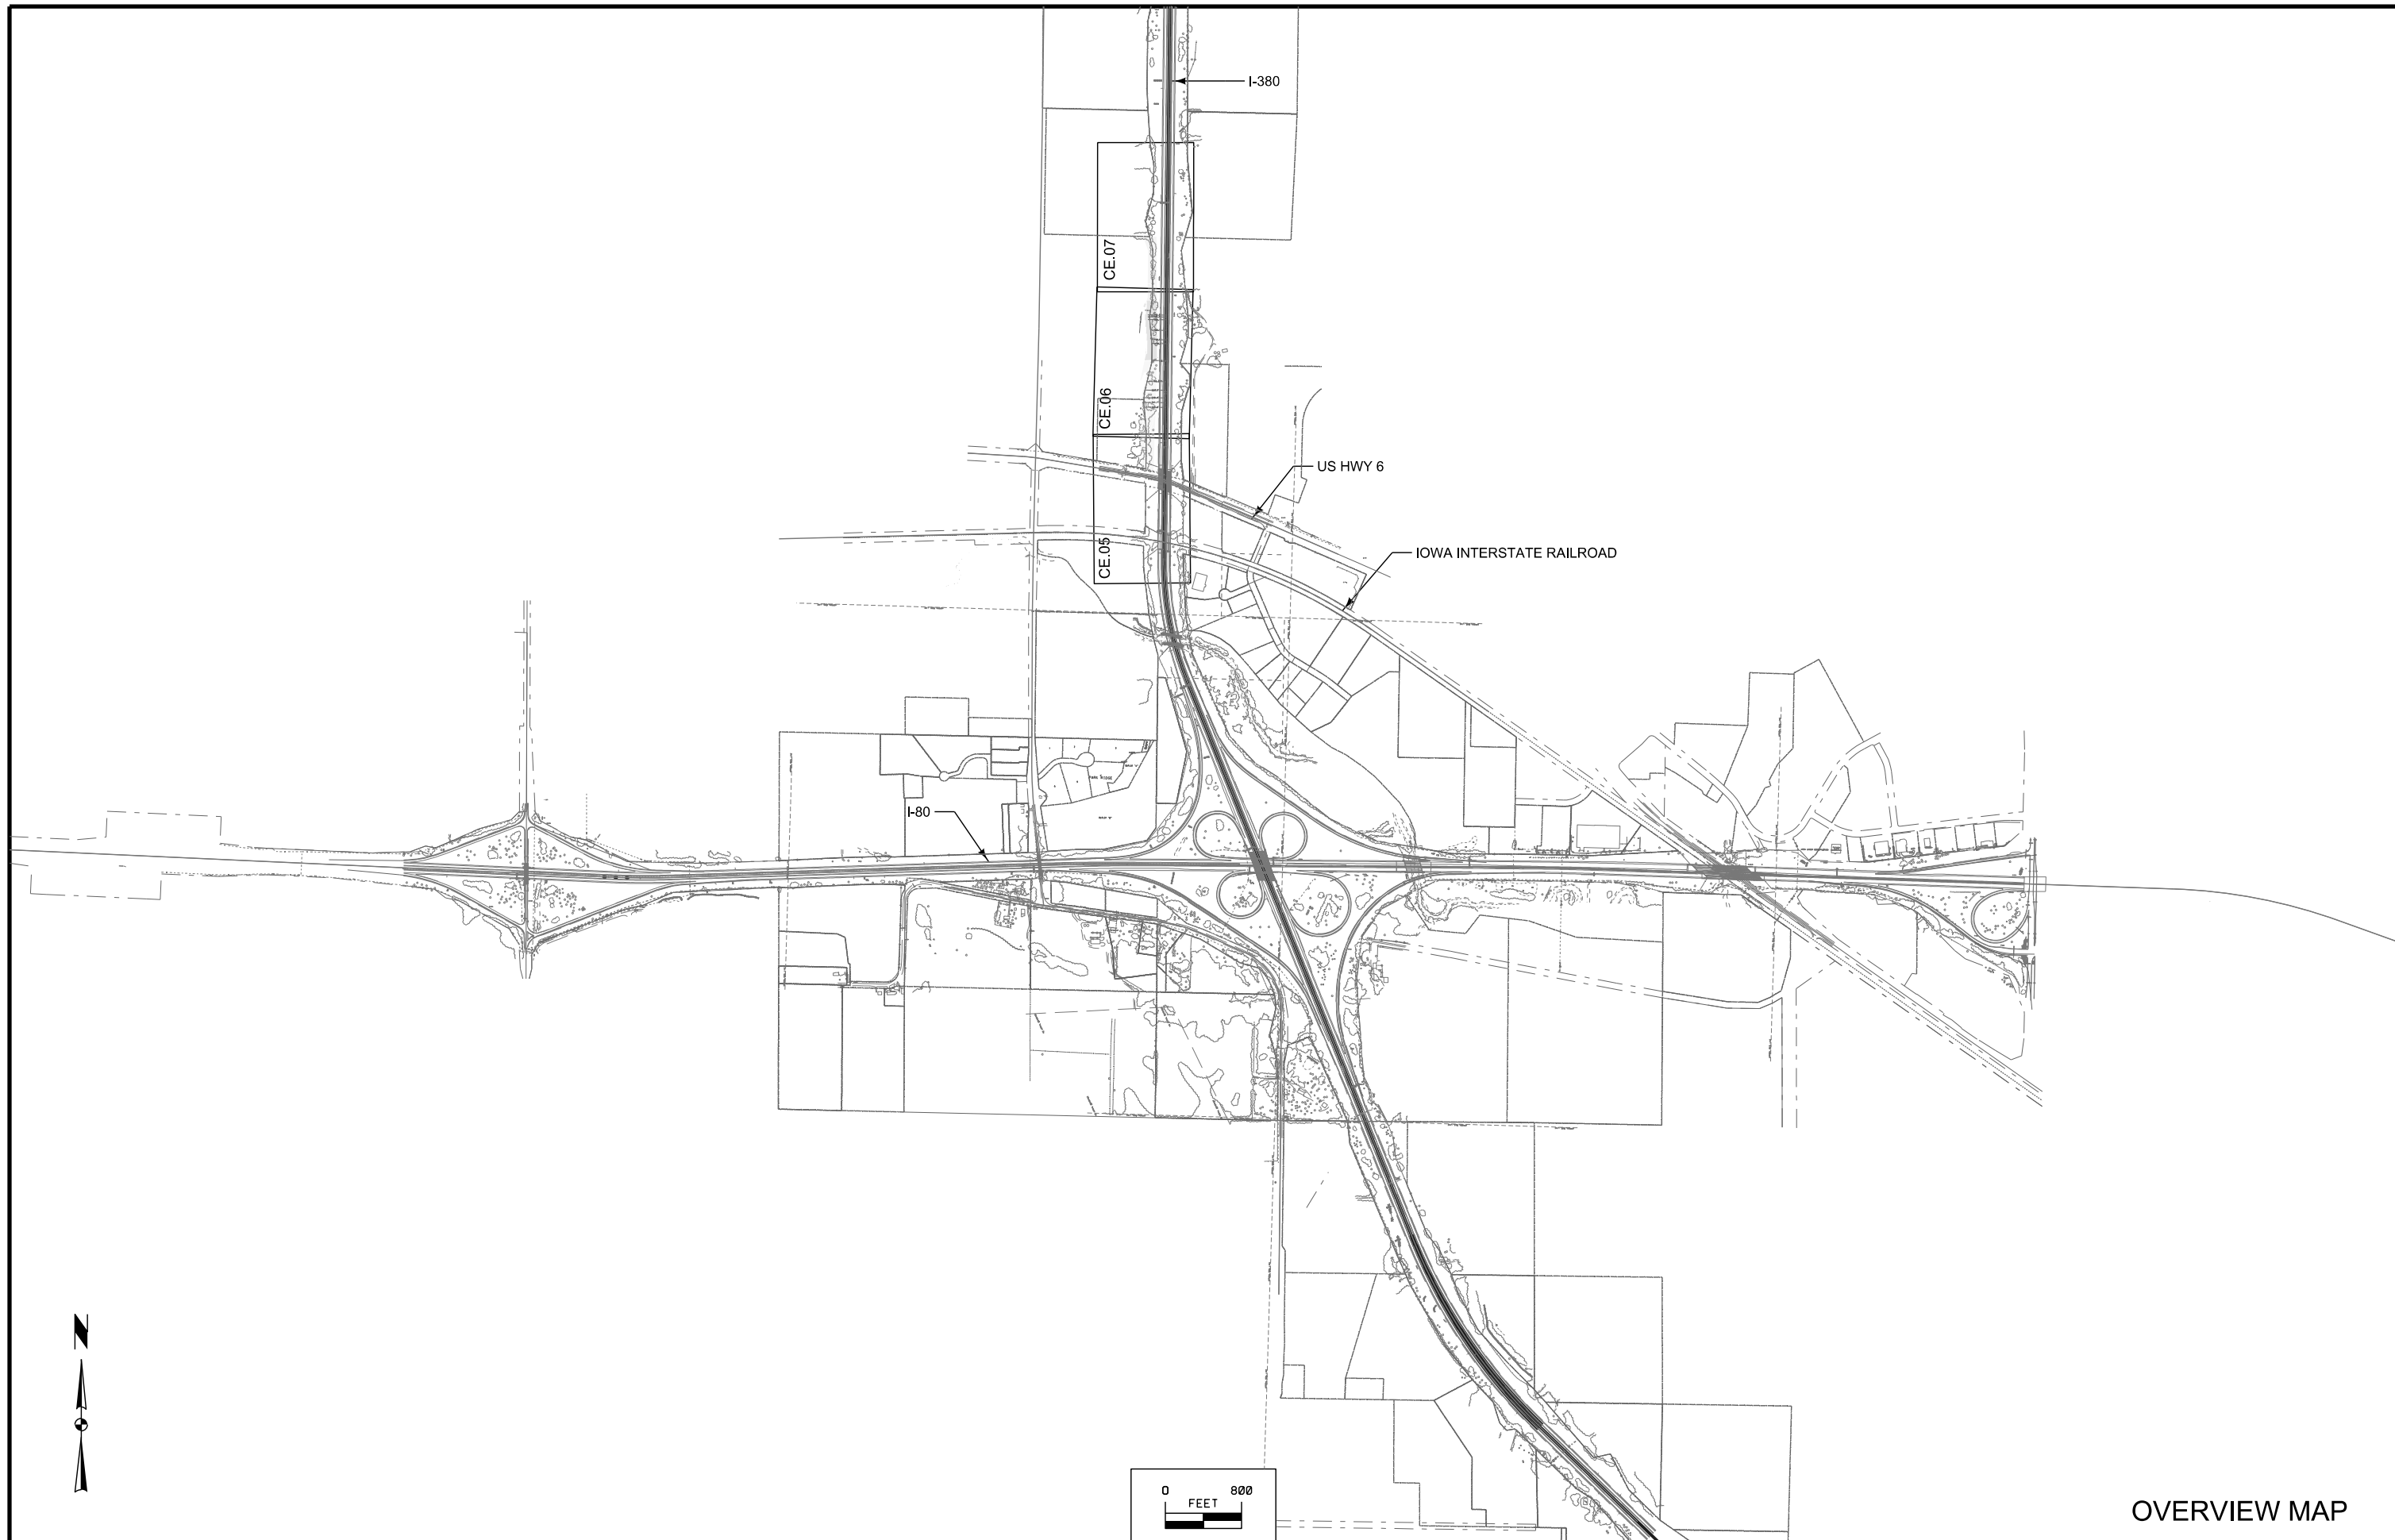 I-380
CE.07
CE.06
US HWY 6
CE.05
IOWA INTERSTATE RAILROAD
I-80
N
0 800
FEET
OVERVIEW MAP